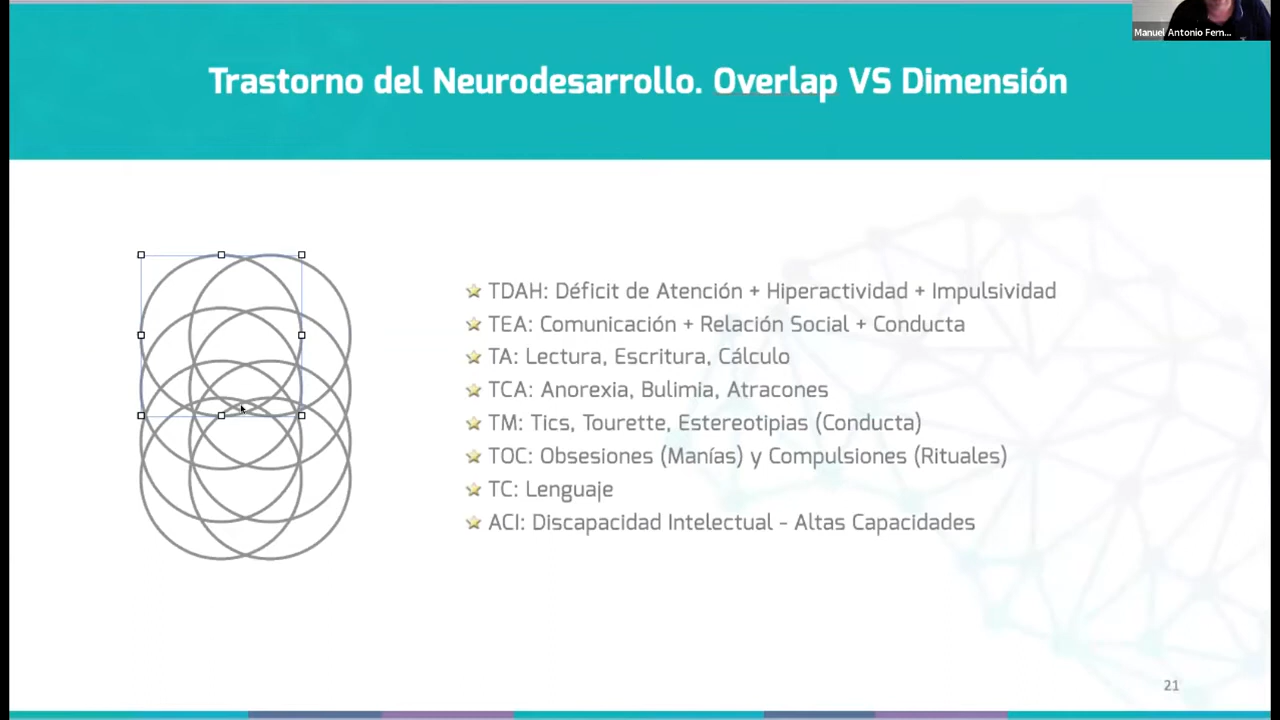 Manuel Antonio Fern...
Trastorno del Neurodesarrollo. Overlap VS Dimensión
TDAH: Déficit de Atención + Hiperactividad + Impulsividad
TEA: Comunicación + Relación Social + Conducta
TA: Lectura, Escritura, Cálculo
TCA: Anorexia, Bulimia, Atracones
TM: Tics, Tourette, Estereotipias (Conducta)
TOC: Obsesiones (Manías) y Compulsiones (Rituales)
TC: Lenguaje
ACI: Discapacidad Intelectual - Altas Capacidades
21